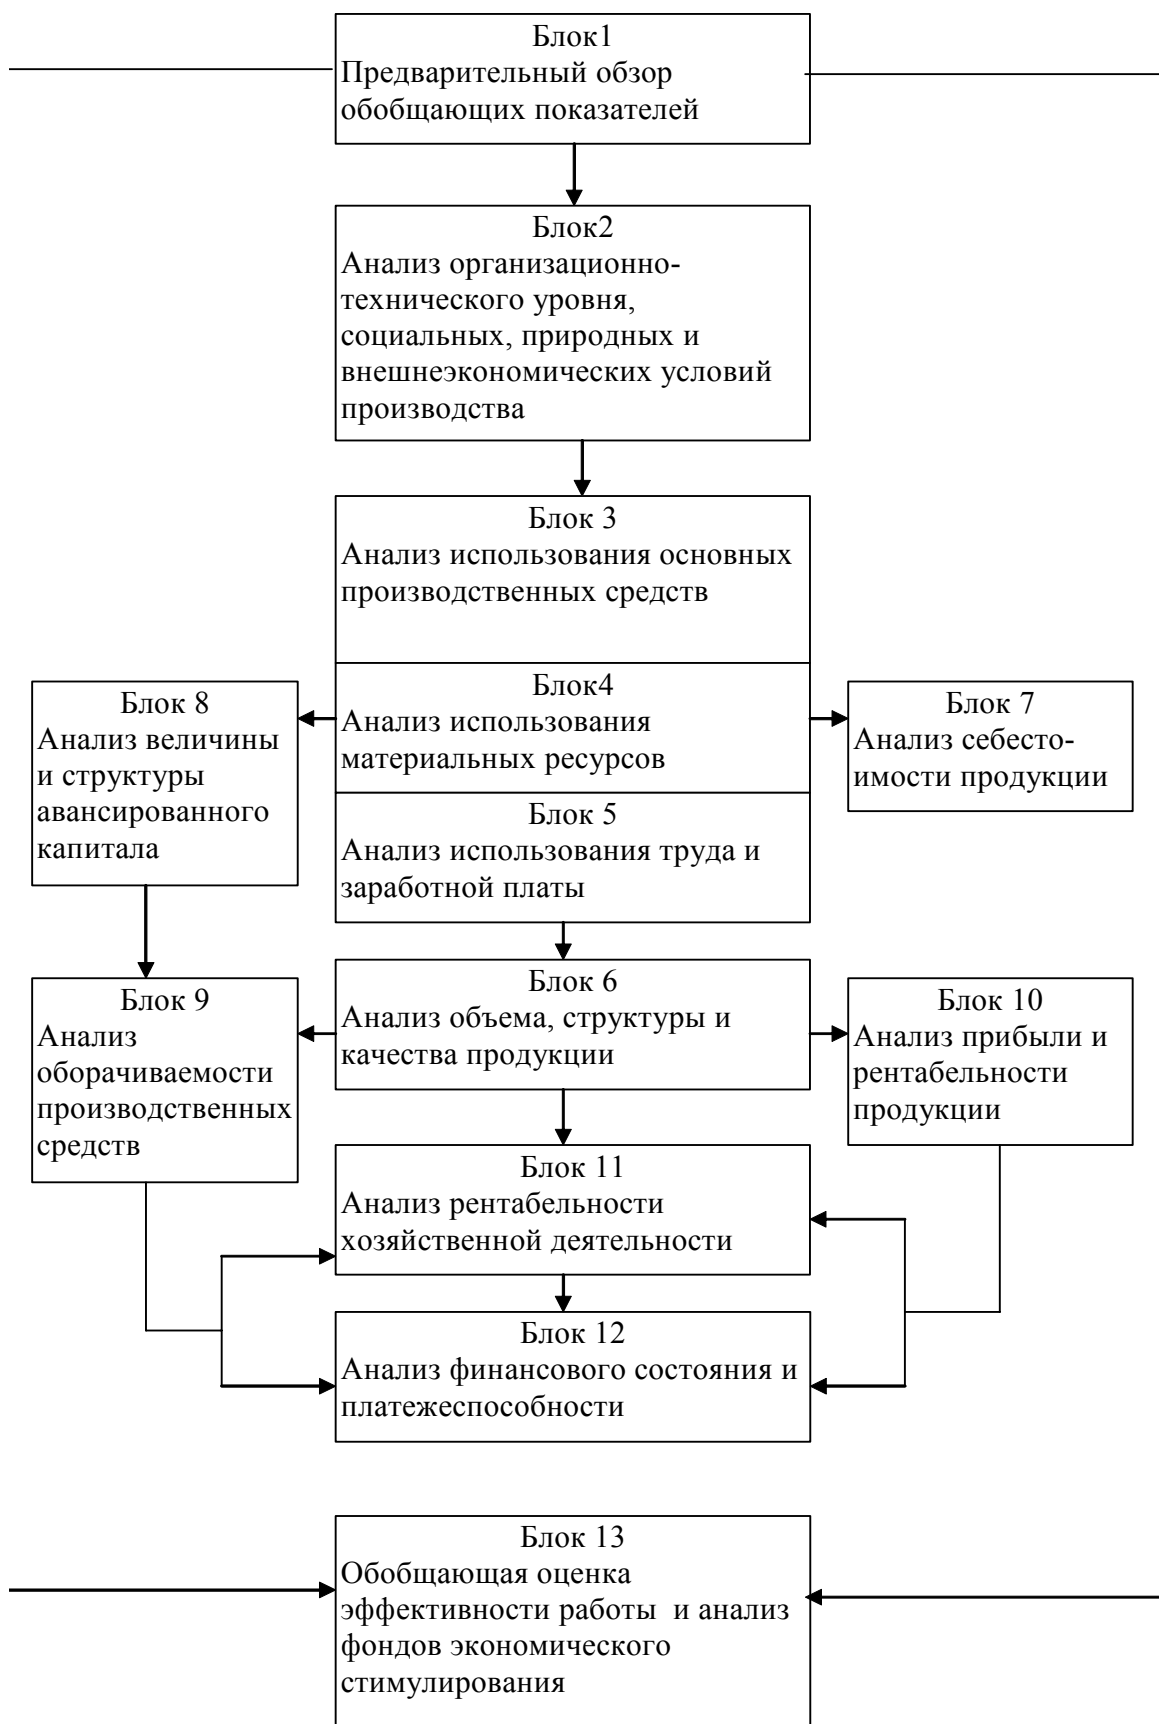 Блок1
Предварительный обзор
обобщающих показателей
Блок2
Анализ организационно-
технического уровня,
социальных, природных и
внешнеэкономических условий
производства
Блок 3
Анализ использования основных
производственных средств
Блок4
Анализ использования
материальных ресурсов
Блок 5
Анализ использования труда и
заработной платы
Блок 8
Анализ величины
и структуры
авансированного
капитала
Блок 7
Анализ себесто-
имости продукции
Блок 9
Анализ
оборачиваемости
производственных
средств
Блок 6
Анализ объема, структуры и
качества продукции
Блок 10
Анализ прибыли и
рентабельности
продукции
Блок 11
Анализ рентабельности
хозяйственной деятельности
Блок 12
Анализ финансового состояния и
платежеспособности
Блок 13
Обобщающая оценка
эффективности работы  и анализ
фондов экономического
стимулирования